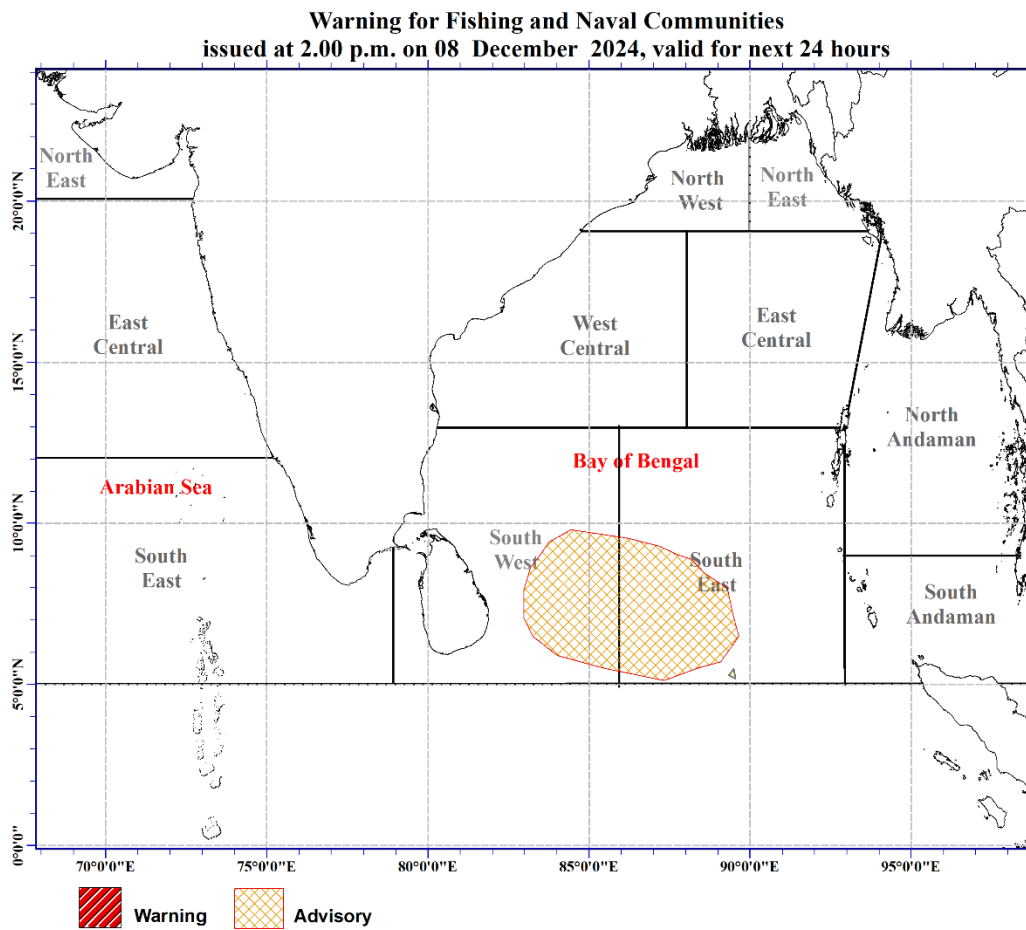 Warning for Fishing and Naval Communities
issued at 2.00 p.m. on 08 December 2024, valid for next 24 hours
North
East
North
West
North
East
20°0'0"N
East
Central
West
Central
East
Central
15°0'0"N
North
Andaman
Bay of Bengal
Arabian Sea
10°0'0"N
South
West
South
East
South
East
South
Andaman
5°0'0"N
0°0'0"
70°0'0"E
75°0'0"E
80°0'0"E
85°0'0"E
90°0'0"E
95°0'0"E
Warning
Advisory